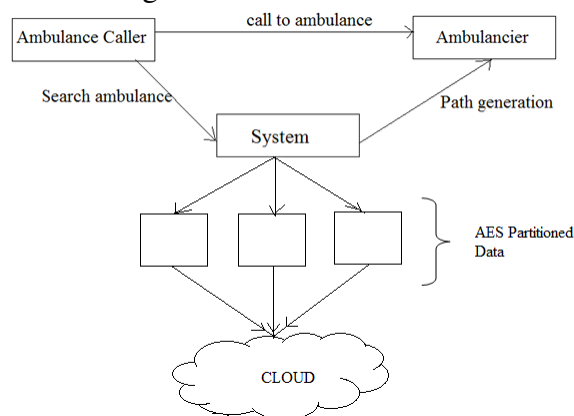 call to ambulance
Ambulance Caller
Ambulancier
Search ambulance
Path generation
System
AES Partitioned
Data
CLOUD